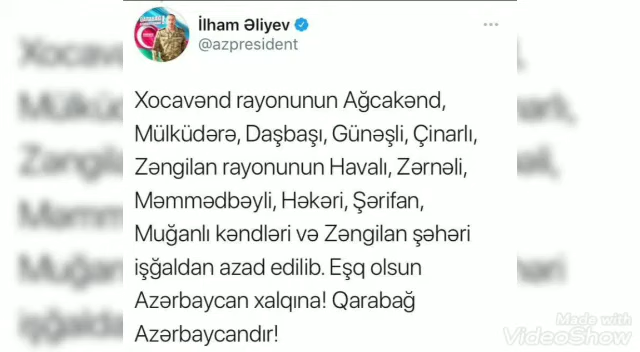 İlham Əliyev
@azpresident
Xocavənd rayonunun Ağcakənd,
Mülküdərə, Daşbaşı, Günəşli, Çinarlı,
Zəngilan rayonunun Havalı, Zərnəli,
Məmmədbəyli, Həkəri, Şərifan,
Muğanlı kəndləri və Zəngilan şəhəri
işğaldan azad edilib. Eşq olsun
Azərbaycan xalqına! Qarabağ
Azərbaycandır!
Made with
VideoShow